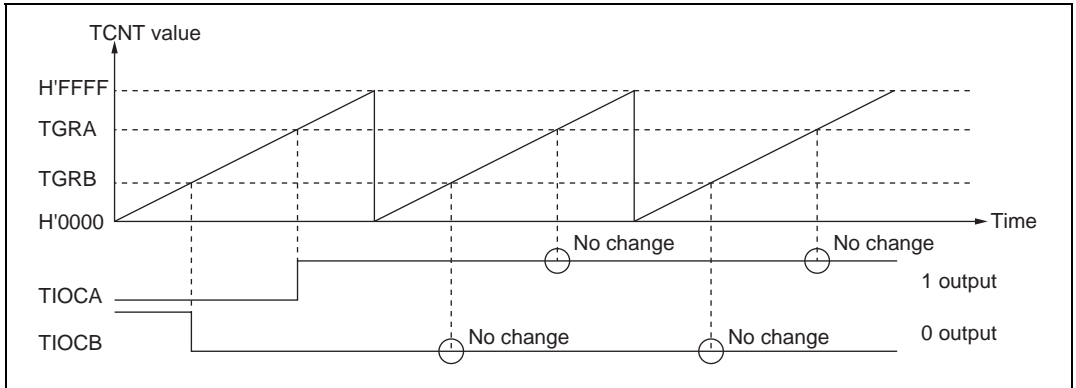 TCNT value
H'FFFF
TGRA
TGRB
H'0000
Time
No change
No change
TIOCA
1 output
No change
No change
TIOCB
0 output